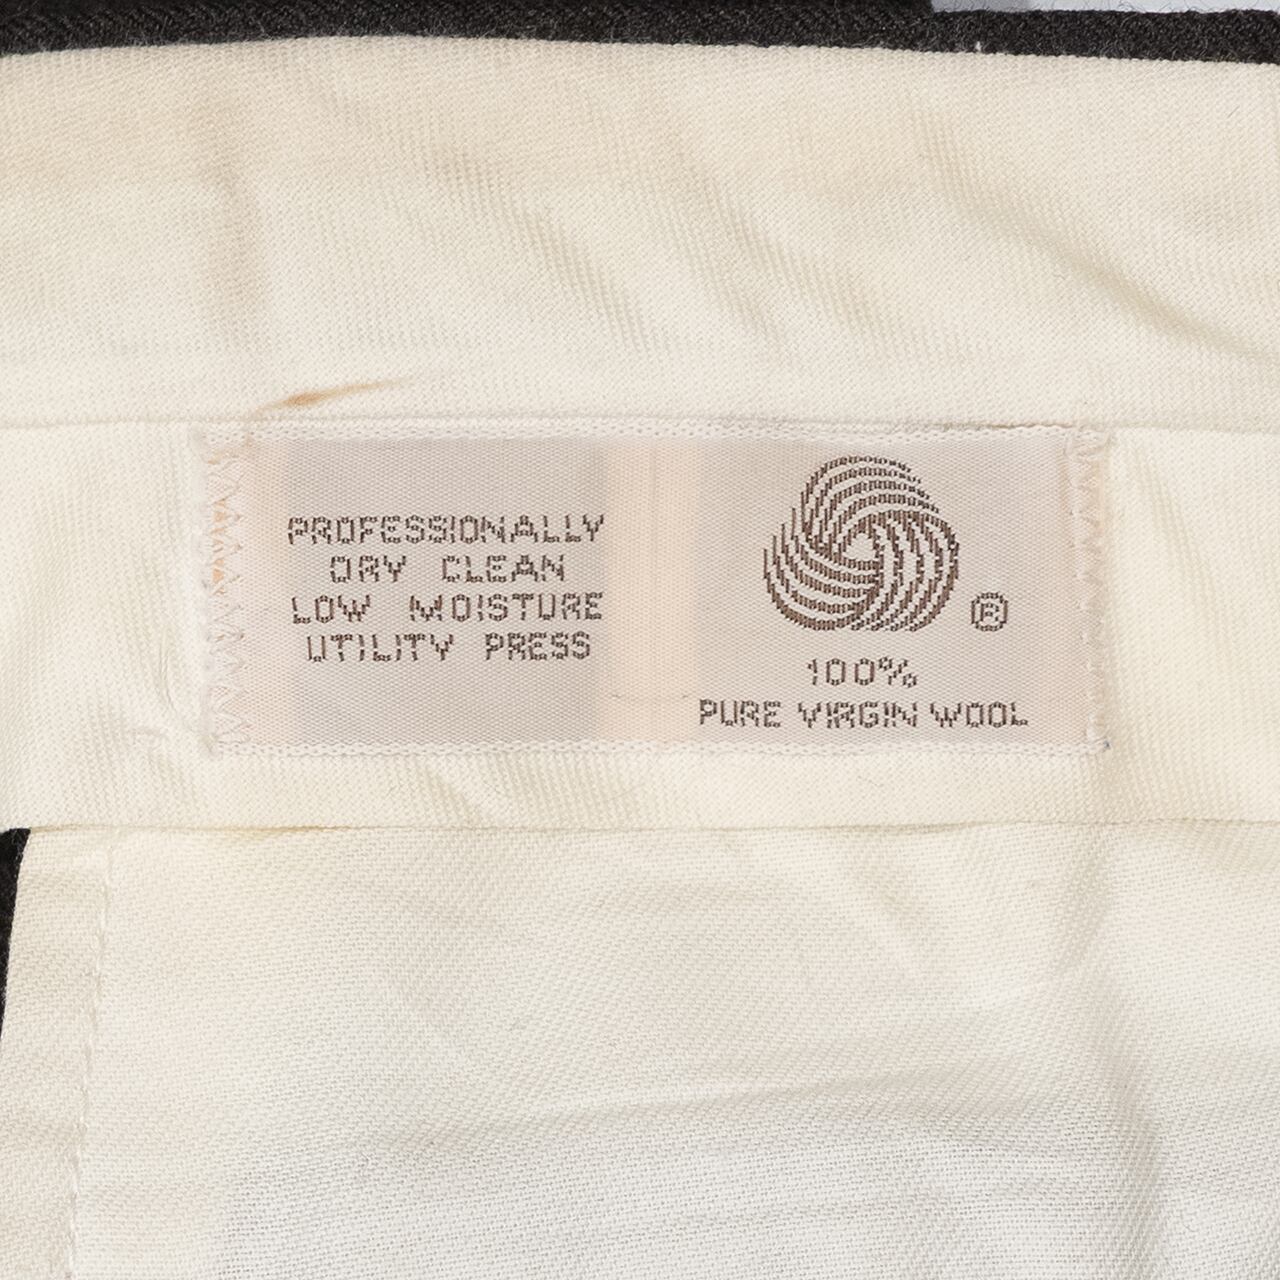 PROFESSIONALLY
DRY CLEAN
LOW MOISTURE
UTILITY PRESS
®
100%
PURE VIRGIN WOOL